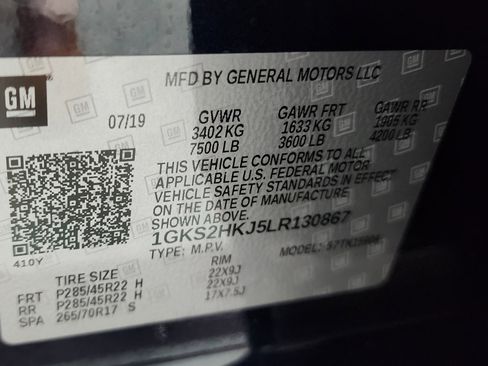 GM
MFD BY GENERAL MOTORS LLC
07/19 GVWR GAWR FRT GAWR RR
3402 KG 1633 KG 1905 KG
7500 LB 3600 LB 4200 LB
THIS VEHICLE CONFORMS TO ALL
APPLICABLE U.S. FEDERAL MOTOR
VEHICLE SAFETY STANDARDS IN EFFECT
ON THE DATE OF MANUFACTURE
SHOWN ABOVE.
1GKS2HKJ5LR130867
410Y TYPE: M.P.V. MODEL:
TIRE SIZE RIM
FRT P285/45R22 H 22X9J
RR P285/45R22 H 22X9J
SPA 265/70R17 S 17X7.5J